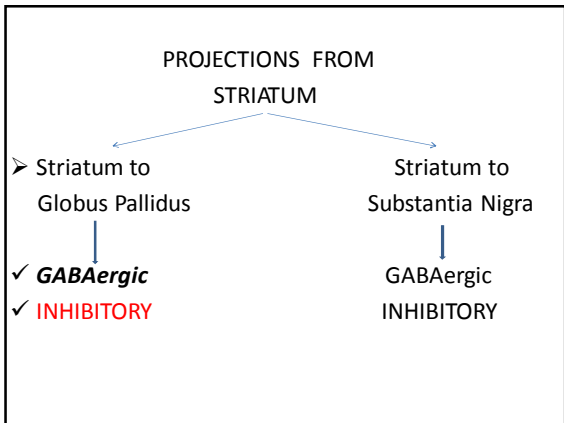 PROJECTIONS FROM
STRIATUM
➢ Striatum to
Globus Pallidus
✓ GABAergic
✓ INHIBITORY
Striatum to
Substantia Nigra
GABAergic
INHIBITORY